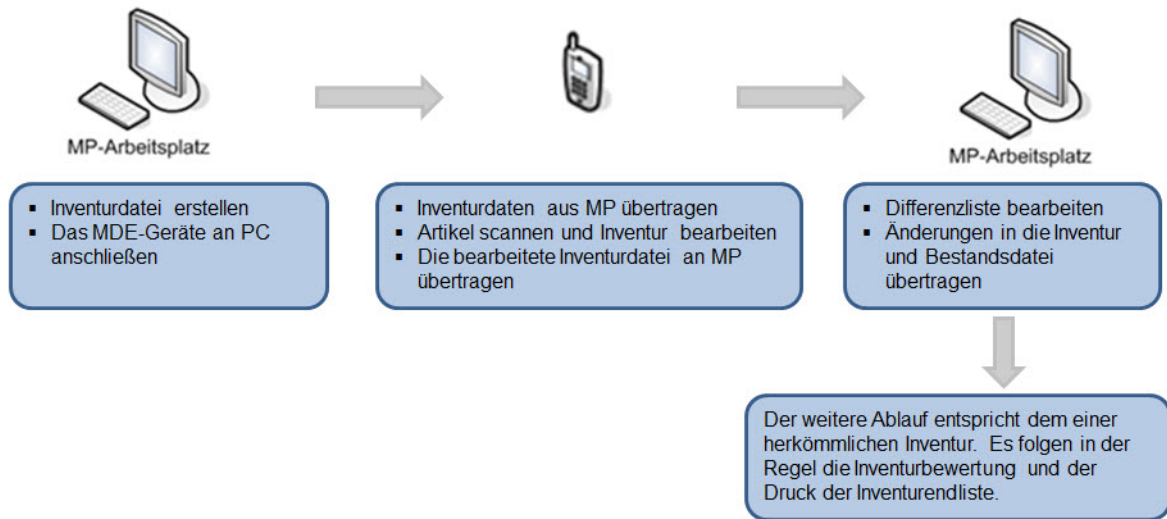 MP-Arbeitsplatz
▪ Inventurdatei erstellen
▪ Das MDE-Geräte an PC
anschließen
▪ Inventurdaten aus MP übertragen
▪ Artikel scannen und Inventur bearbeiten
▪ Die bearbeitete Inventurdatei an MP
übertragen
MP-Arbeitsplatz
▪ Differenzliste bearbeiten
▪ Änderungen in die Inventur
und Bestandsdatei
übertragen
Der weitere Ablauf entspricht dem einer
herkömmlichen Inventur. Es folgen in der
Regel die Inventurbewertung und der
Druck der Inventurendliste.